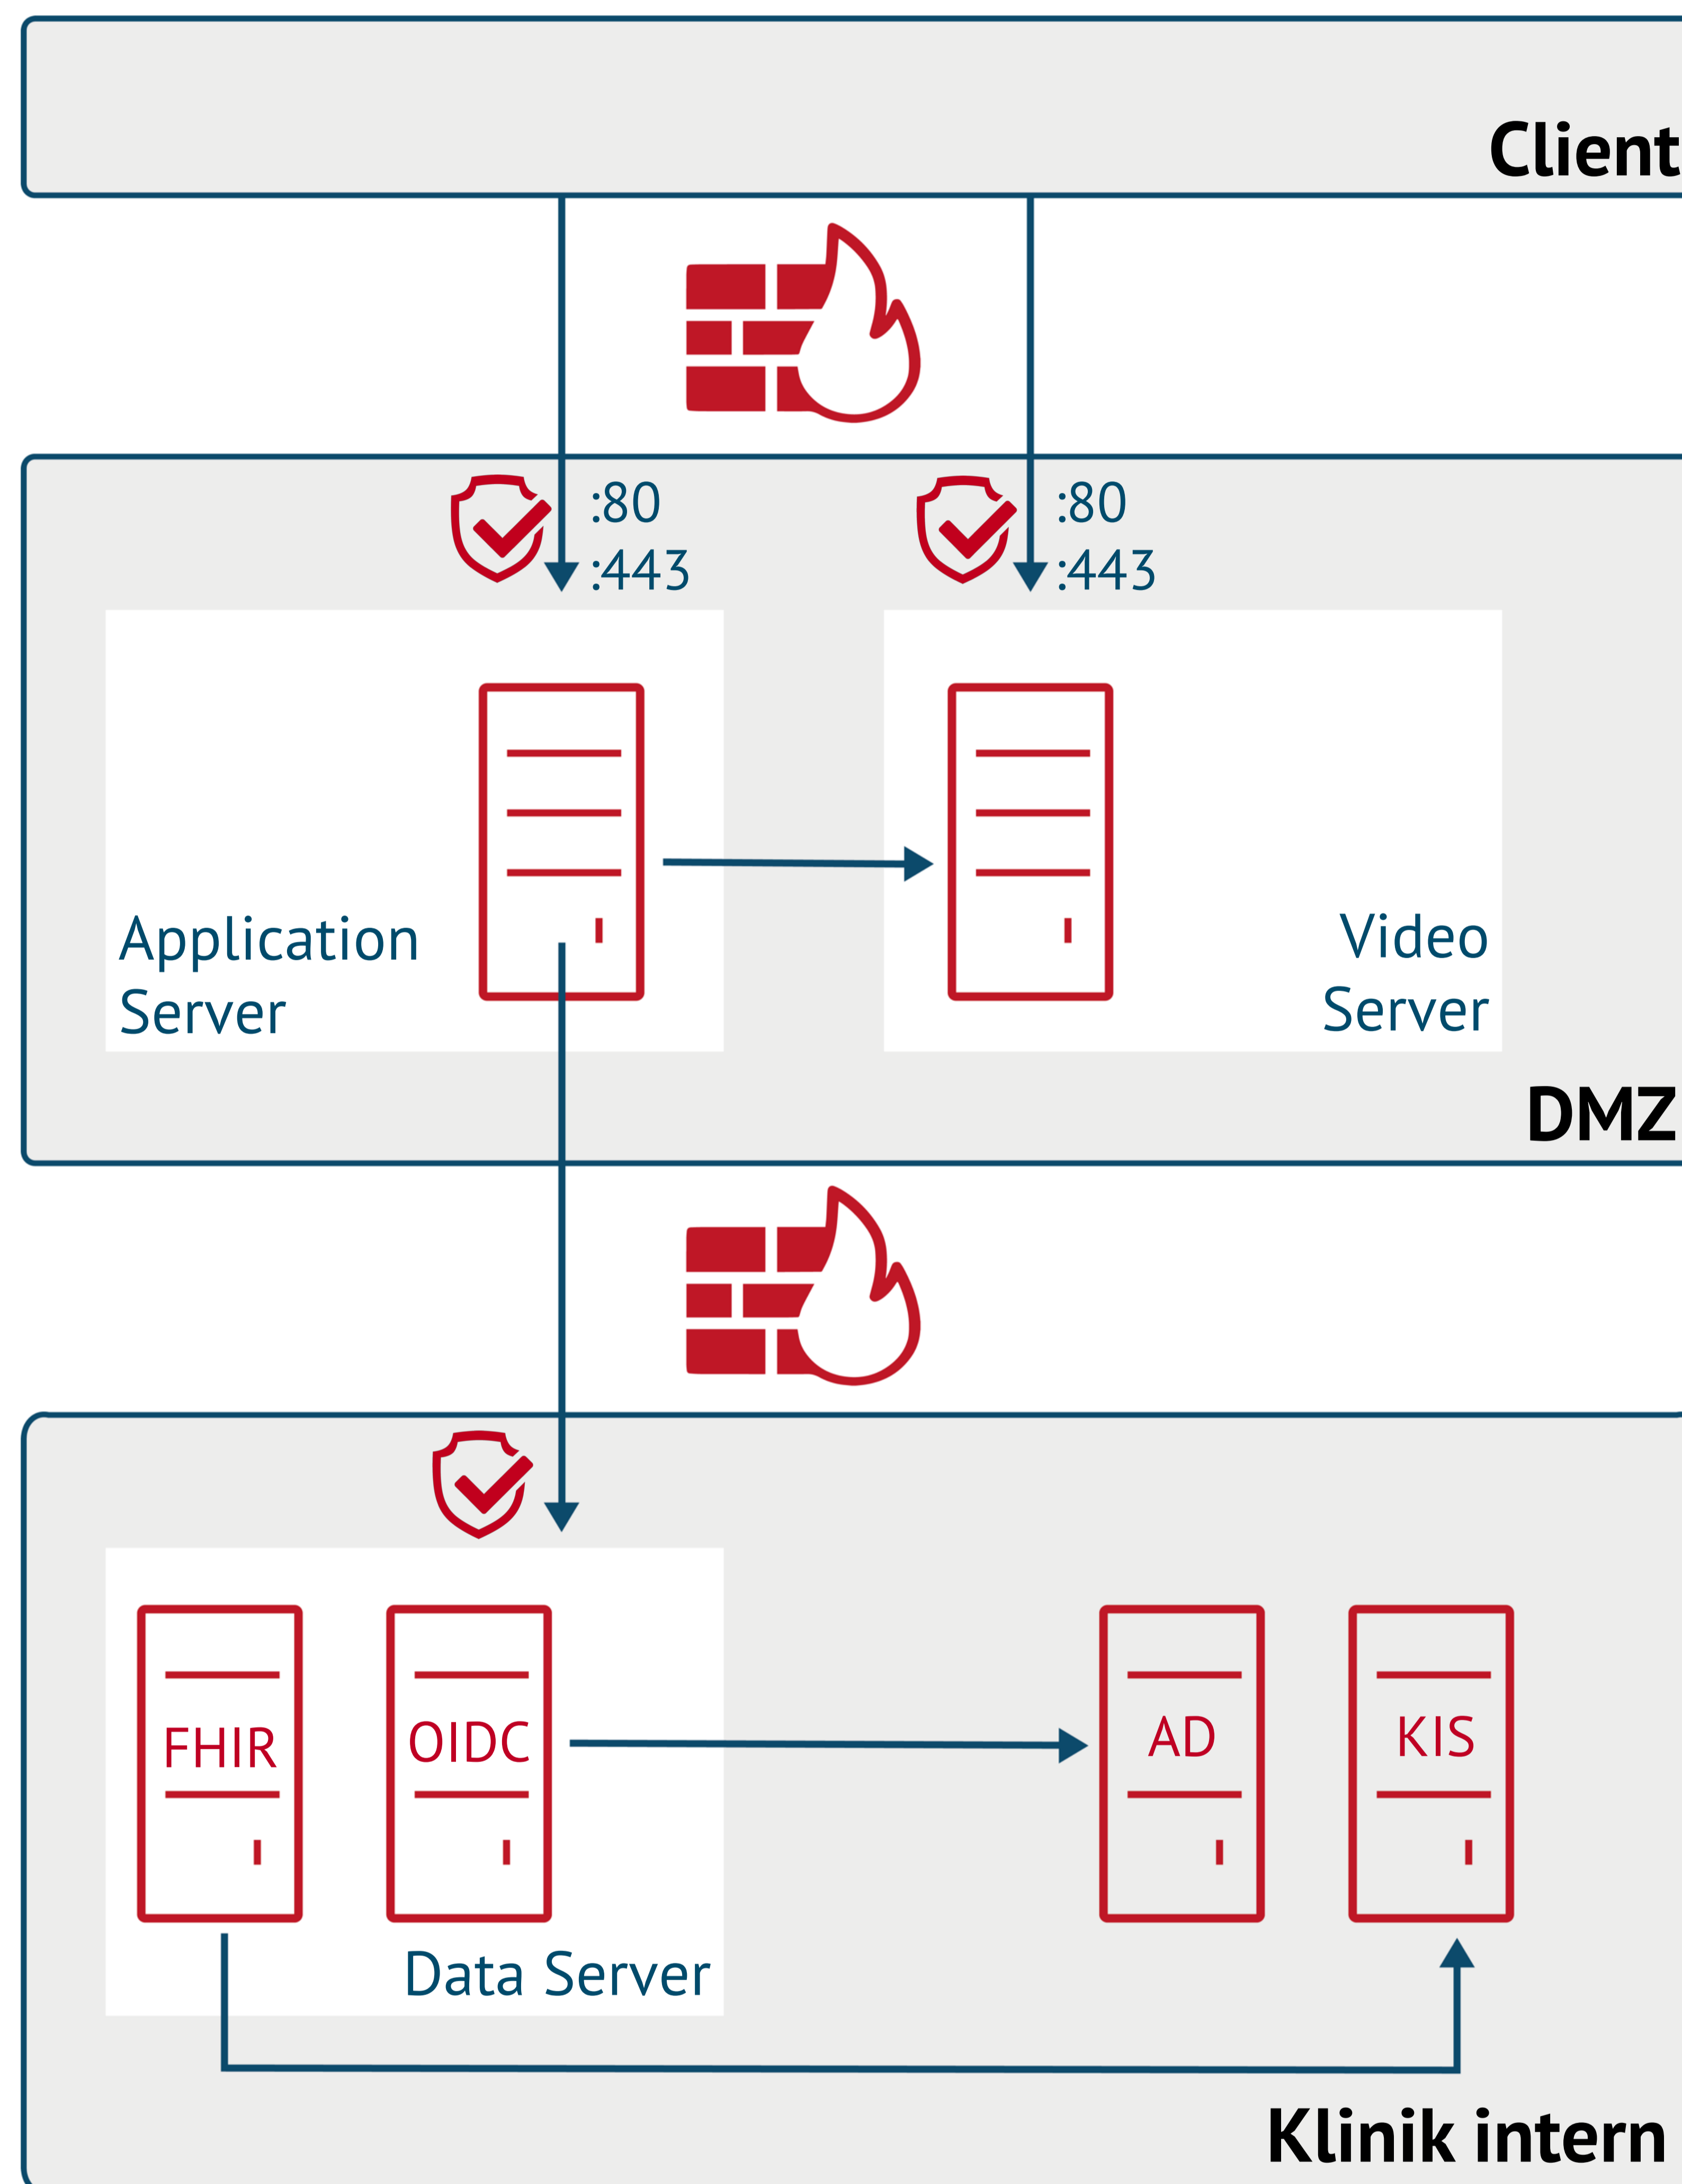 Client
:80
:443
:80
:443
Application
Server
Video
Server
DMZ
FHIR
OIDC
AD
KIS
Data Server
Klinik intern